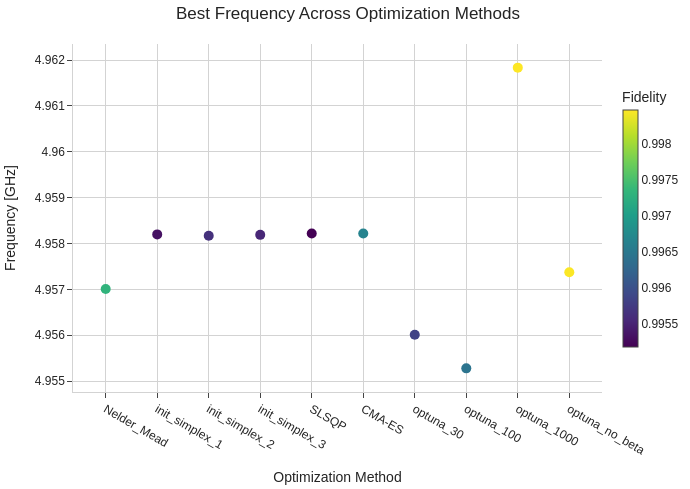 Best Frequency Across Optimization Methods
4.962
4.961
4.96
4.959
4.958
4.957
4.956
4.955
Frequency [GHz]
Nelder_Mead
init_simplex_1
init_simplex_2
init_simplex_3
SLSQP
CMA-ES
optuna_30
optuna_100
optuna_1000
optuna_no_beta
Optimization Method
Fidelity
0.998
0.9975
0.997
0.9965
0.996
0.9955